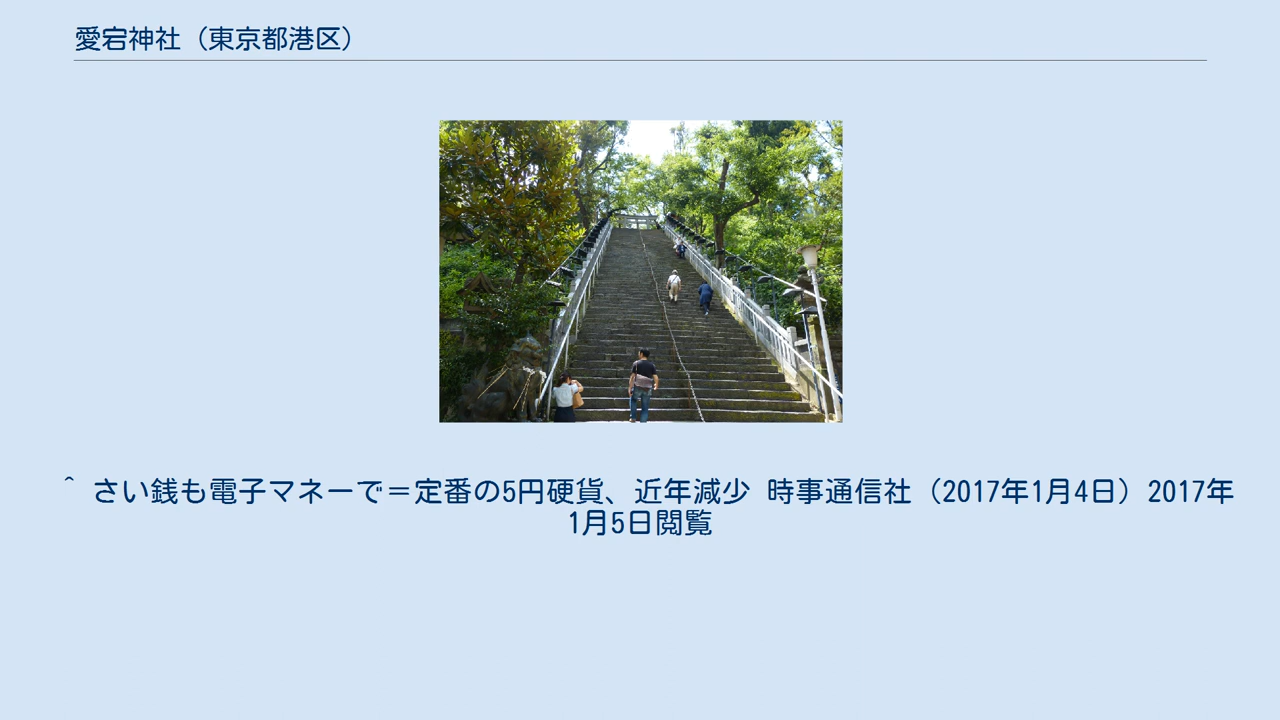 愛宕神社（東京都港区）
^ さい銭も電子マネーで＝定番の5円硬貨、近年減少 時事通信社（2017年1月4日）2017年
1月5日閲覧